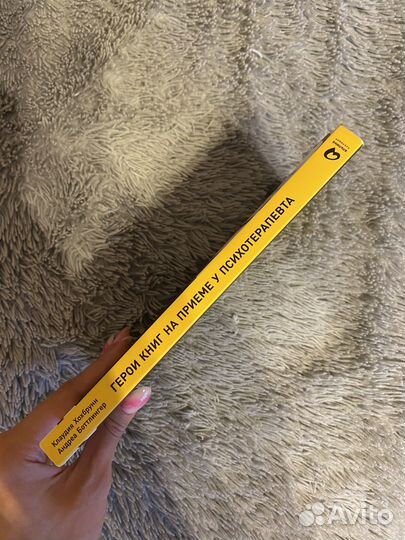 Клаудия Хохбрунн
Андреа Боттлингер
ГЕРОИ КНИГ НА ПРИЕМЕ У ПСИХОТЕРАПЕВТА
Avito